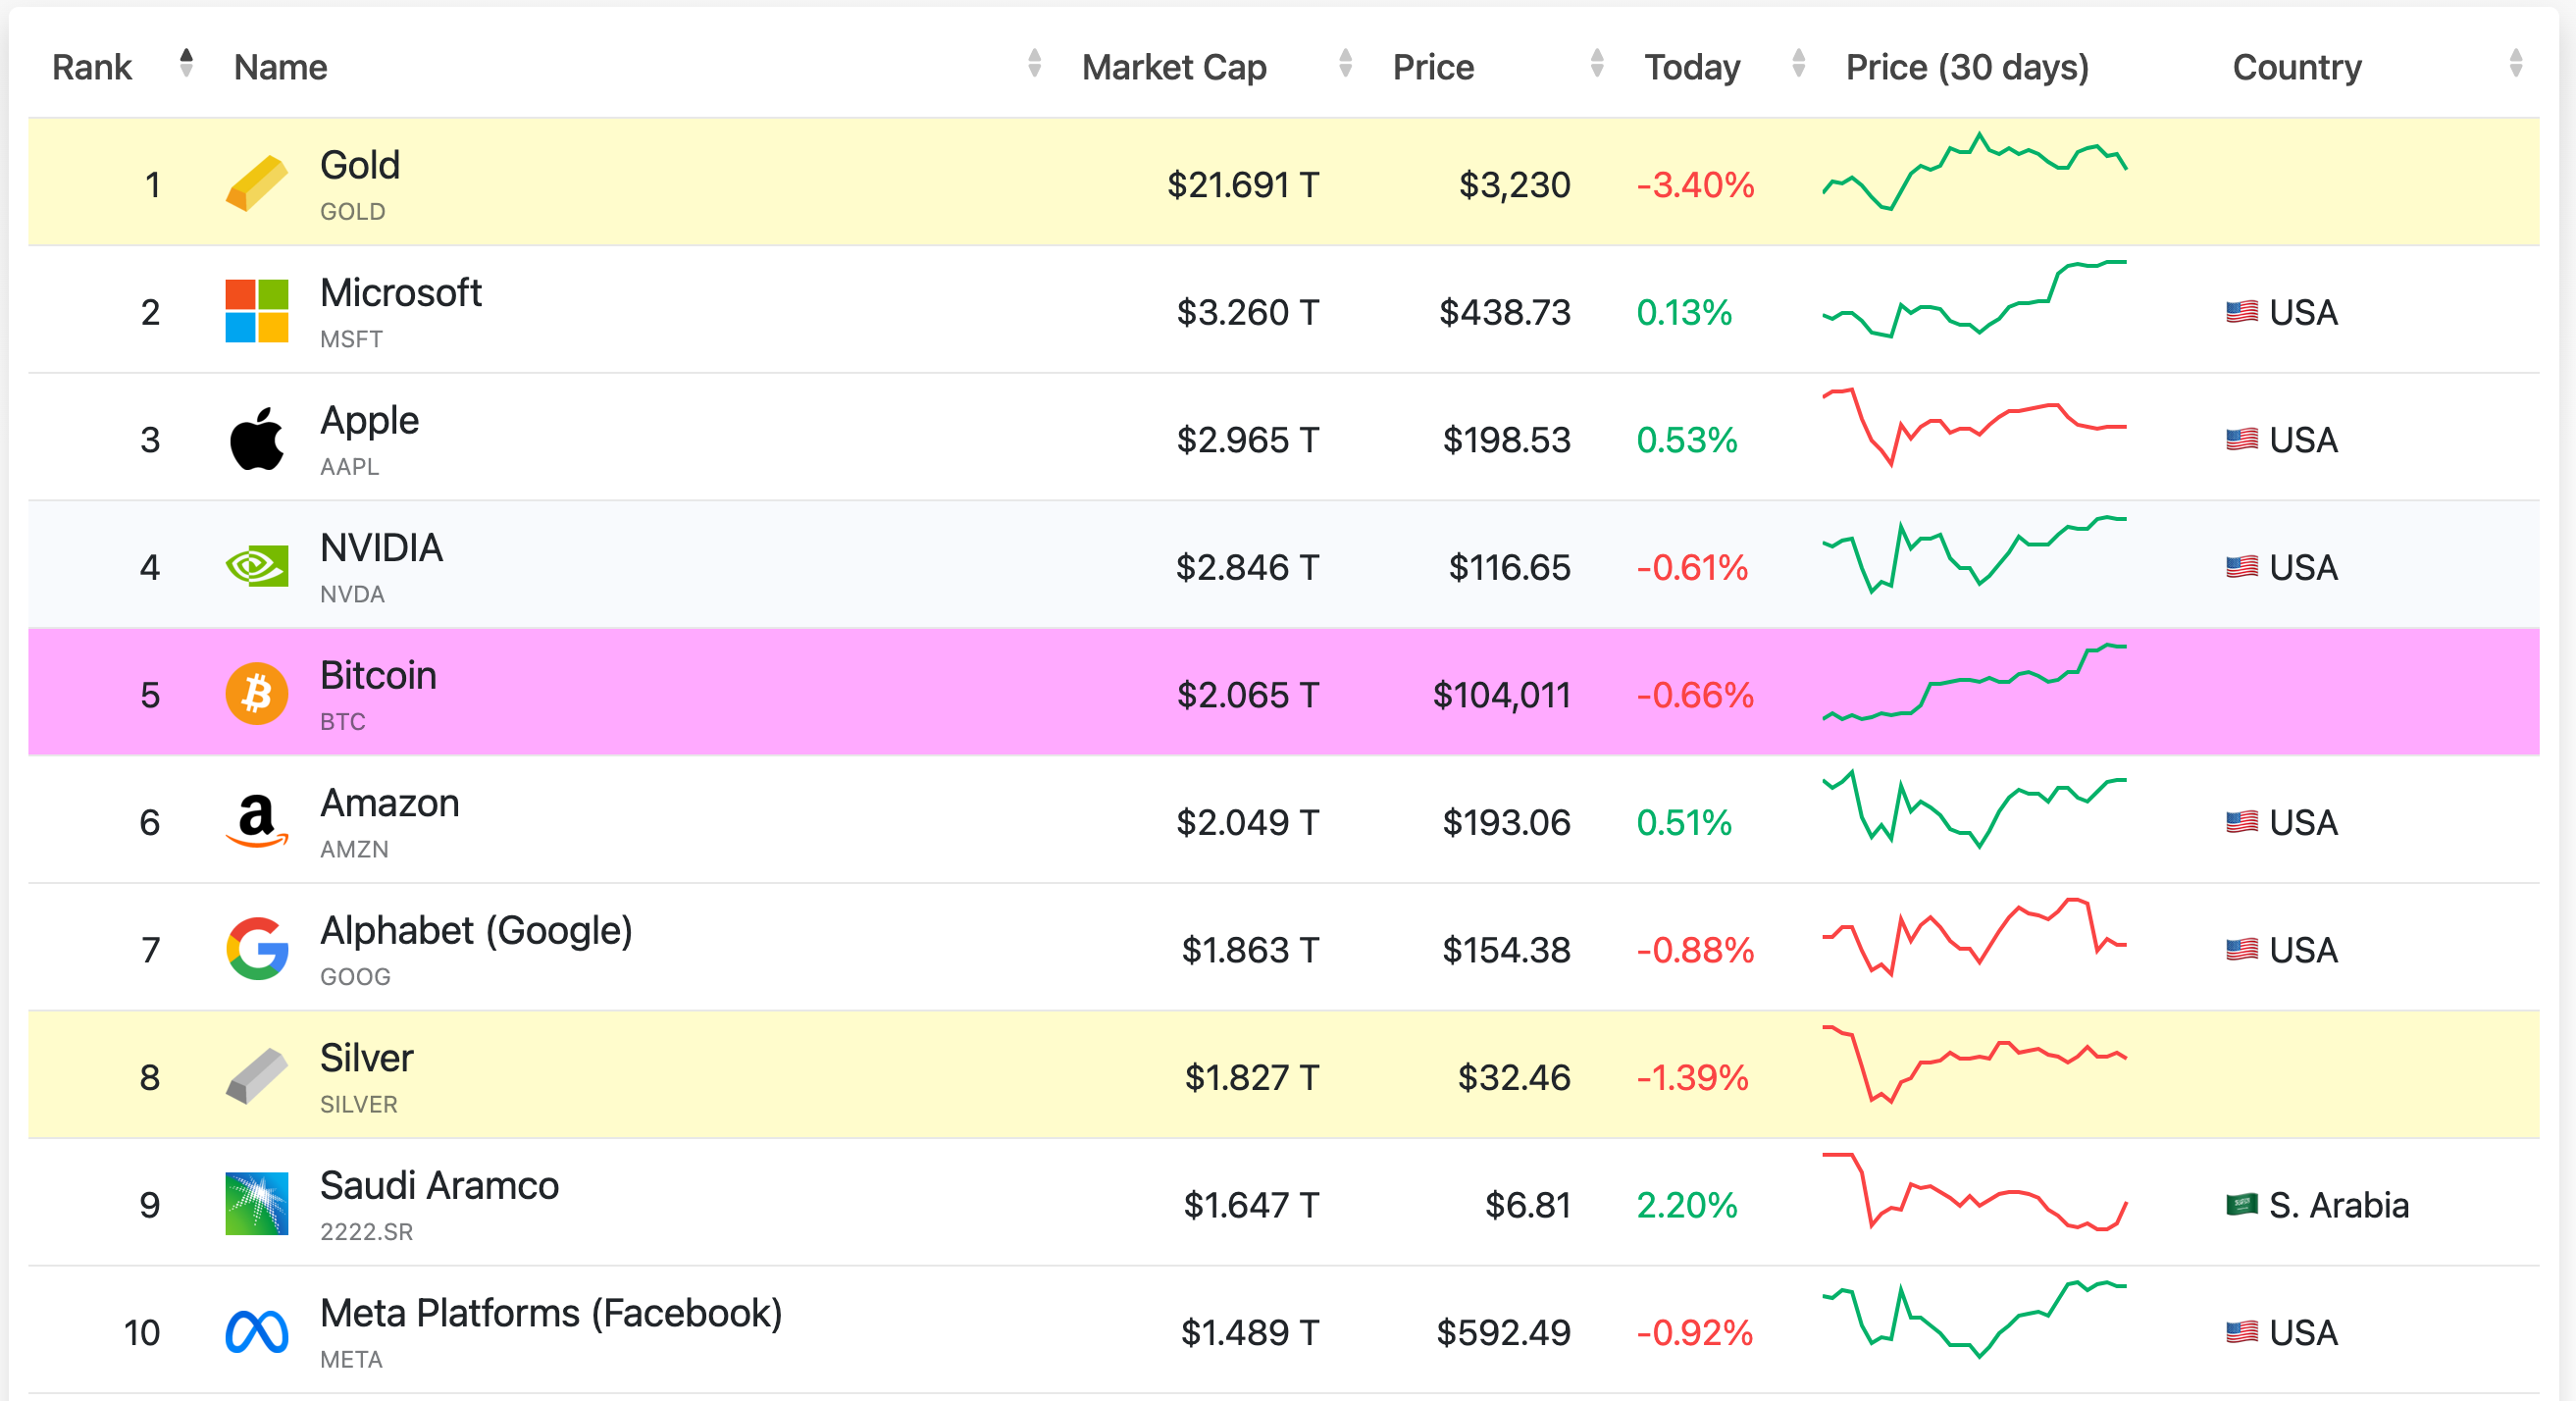 Rank Name Market Cap Price Today Price (30 days) Country
1 Gold $21.691 T $3,230 -3.40%
GOLD
2 Microsoft $3.260 T $438.73 0.13% USA
MSFT
3 Apple $2.965 T $198.53 0.53% USA
AAPL
4 NVIDIA $2.846 T $116.65 -0.61% USA
NVDA
5 Bitcoin $2.065 T $104,011 -0.66%
BTC
6 Amazon $2.049 T $193.06 0.51% USA
AMZN
7 Alphabet (Google) $1.863 T $154.38 -0.88% USA
GOOG
8 Silver $1.827 T $32.46 -1.39%
SILVER
9 Saudi Aramco $1.647 T $6.81 2.20% S. Arabia
2222.SR
10 Meta Platforms (Facebook) $1.489 T $592.49 -0.92% USA
META